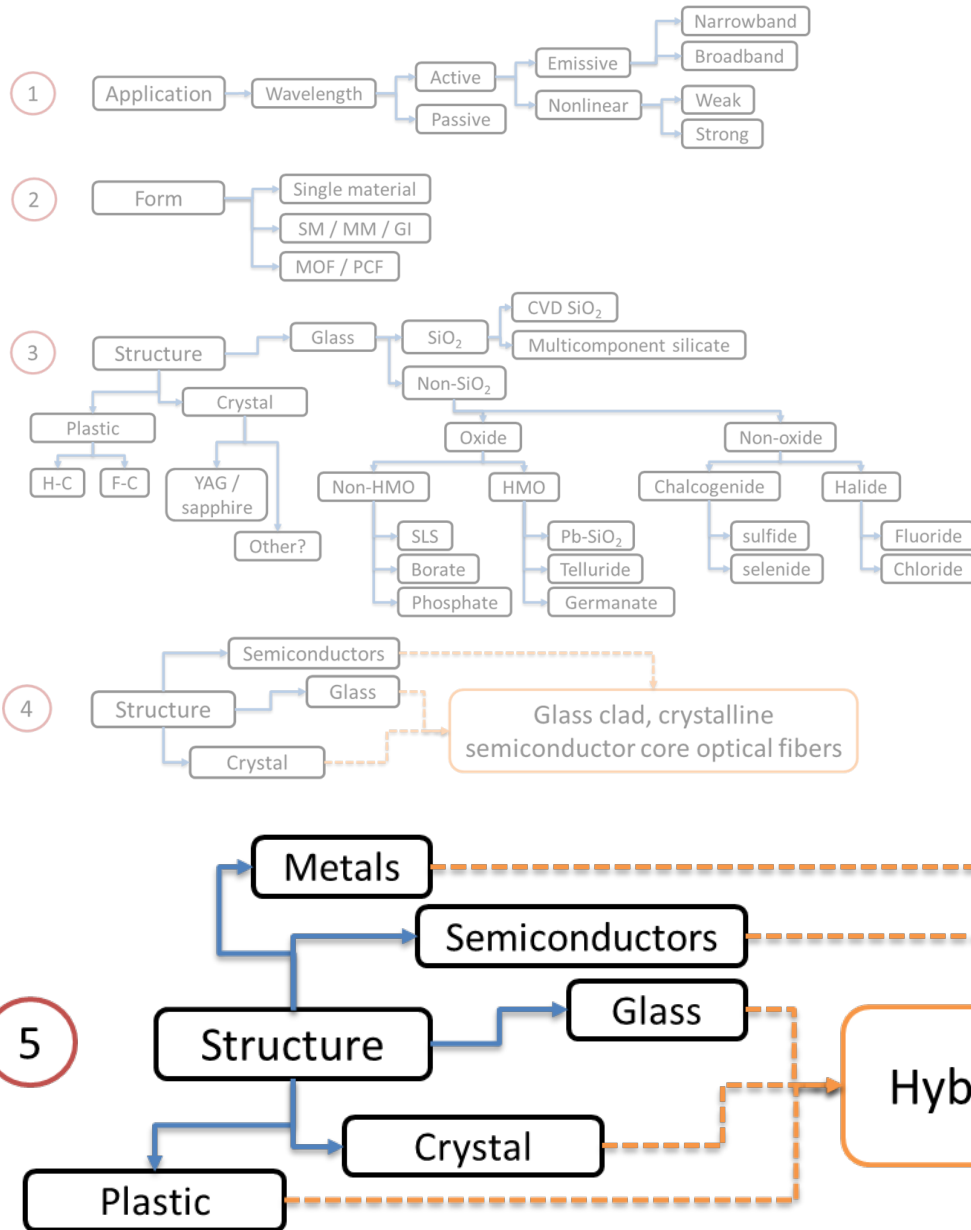 1
Application
Wavelength
Active
Passive
Emissive
Nonlinear
Narrowband
Broadband
Weak
Strong
2
Form
Single material
SM / MM / GI
MOF / PCF
3
Structure
Glass
SiO₂
CVD SiO₂
Multicomponent silicate
Non-SiO₂
Crystal
Plastic
H-C
F-C
YAG /
sapphire
Other?
Oxide
Non-oxide
Non-HMO
HMO
Chalcogenide
Halide
SLS
Borate
Phosphate
Pb-SiO₂
Telluride
Germanate
sulfide
selenide
Fluoride
Chloride
4
Semiconductors
Glass
Structure
Crystal
Glass clad, crystalline
semiconductor core optical fibers
5
Metals
Semiconductors
Glass
Structure
Crystal
Plastic
Hyb